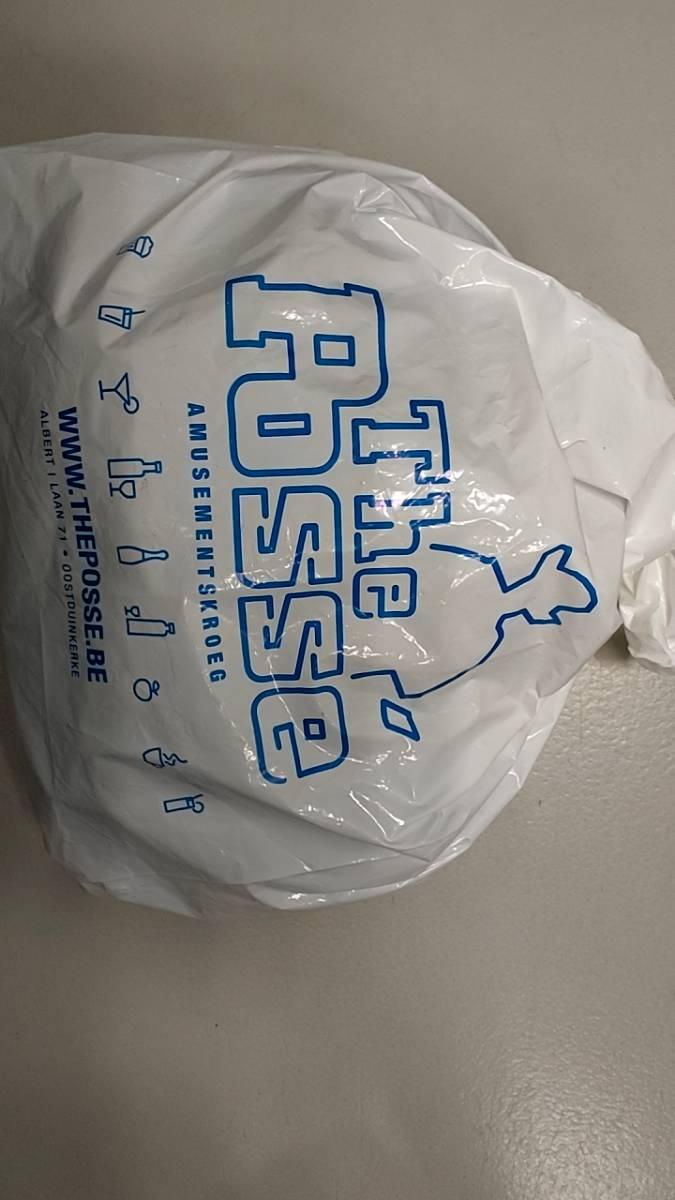 The
Posse
AMUSEMENTSKROEG
WWW.THEPOSSE.BE
ALBERT I LAAN 71 • OOSTDUINKERKE